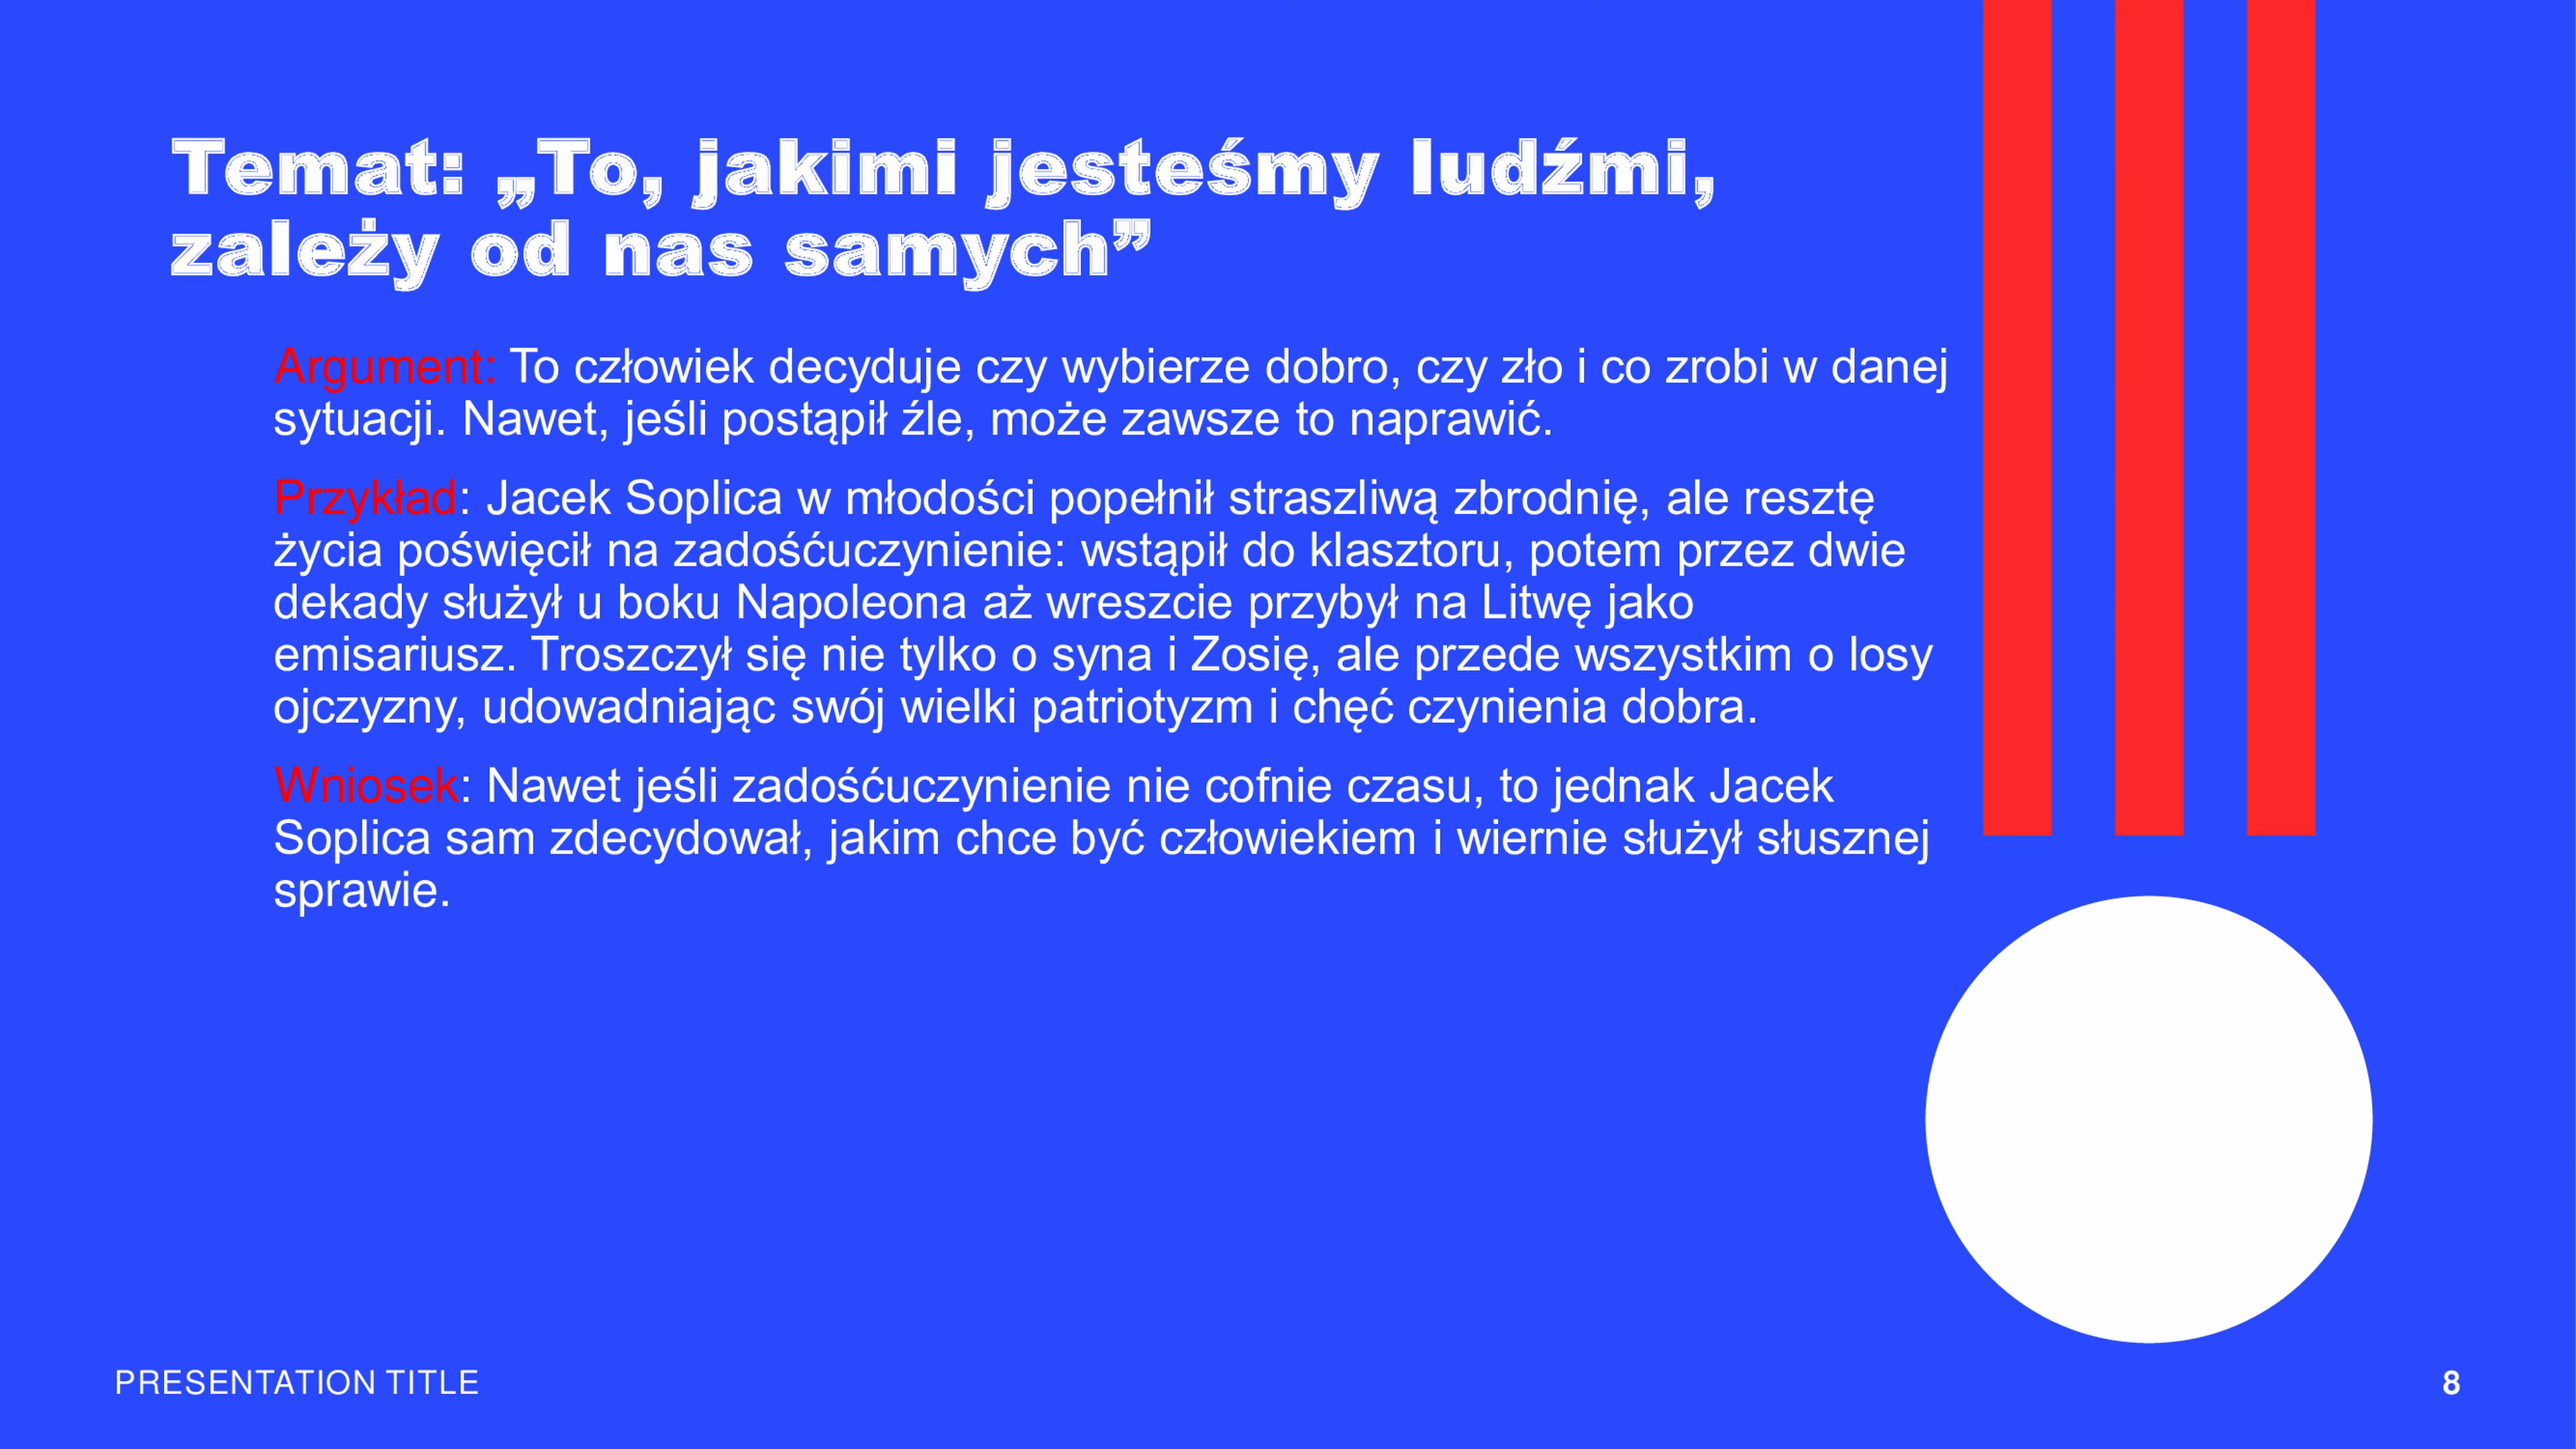 Temat: „To, jakimi jesteśmy ludźmi,
zależy od nas samych”
Argument: To człowiek decyduje czy wybierze dobro, czy zło i co zrobi w danej
sytuacji. Nawet, jeśli postąpił źle, może zawsze to naprawić.
Przykład: Jacek Soplica w młodości popełnił straszliwą zbrodnię, ale resztę
życia poświęcił na zadośćuczynienie: wstąpił do klasztoru, potem przez dwie
dekady służył u boku Napoleona aż wreszcie przybył na Litwę jako
emisariusz. Troszczył się nie tylko o syna i Zosię, ale przede wszystkim o losy
ojczyzny, udowadniając swój wielki patriotyzm i chęć czynienia dobra.
Wniosek: Nawet jeśli zadośćuczynienie nie cofnie czasu, to jednak Jacek
Soplica sam zdecydował, jakim chce być człowiekiem i wiernie służył słusznej
sprawie.
PRESENTATION TITLE
8